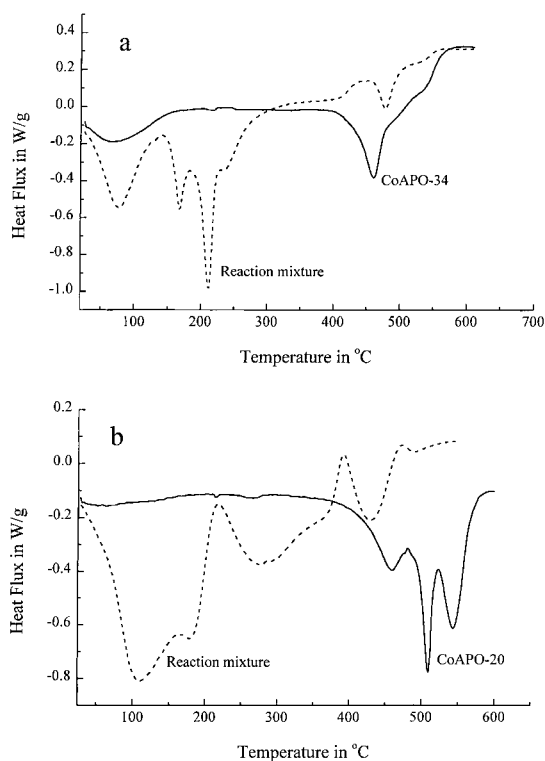 a
0.4
0.2
0.0
-0.2
-0.4
-0.6
-0.8
-1.0
Heat Flux in W/g
CoAPO-34
Reaction mixture
100 200 300 400 500 600 700
Temperature in °C
b
0.2
0.0
-0.2
-0.4
-0.6
-0.8
Heat Flux in W/g
Reaction mixture
CoAPO-20
100 200 300 400 500 600
Temperature in °C